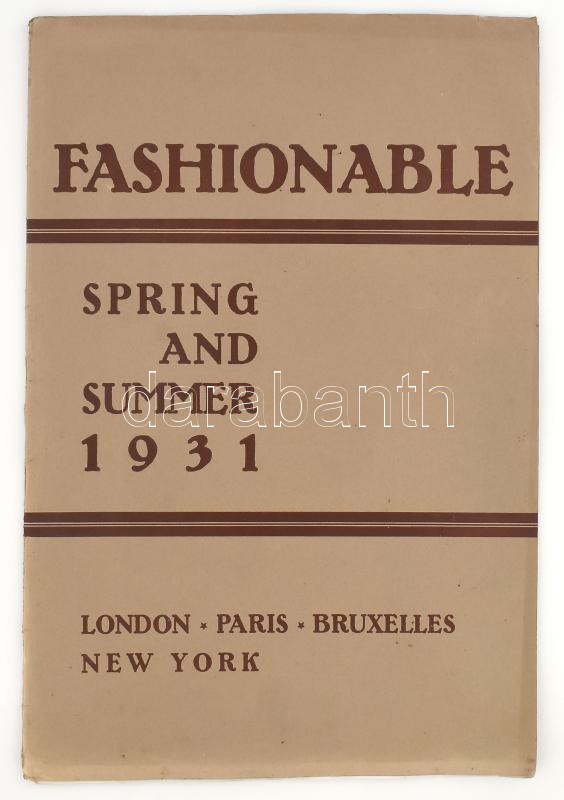 FASHIONABLE
SPRING
AND
SUMMER
darabanth
1931
LONDON * PARIS * BRUXELLES
NEW YORK